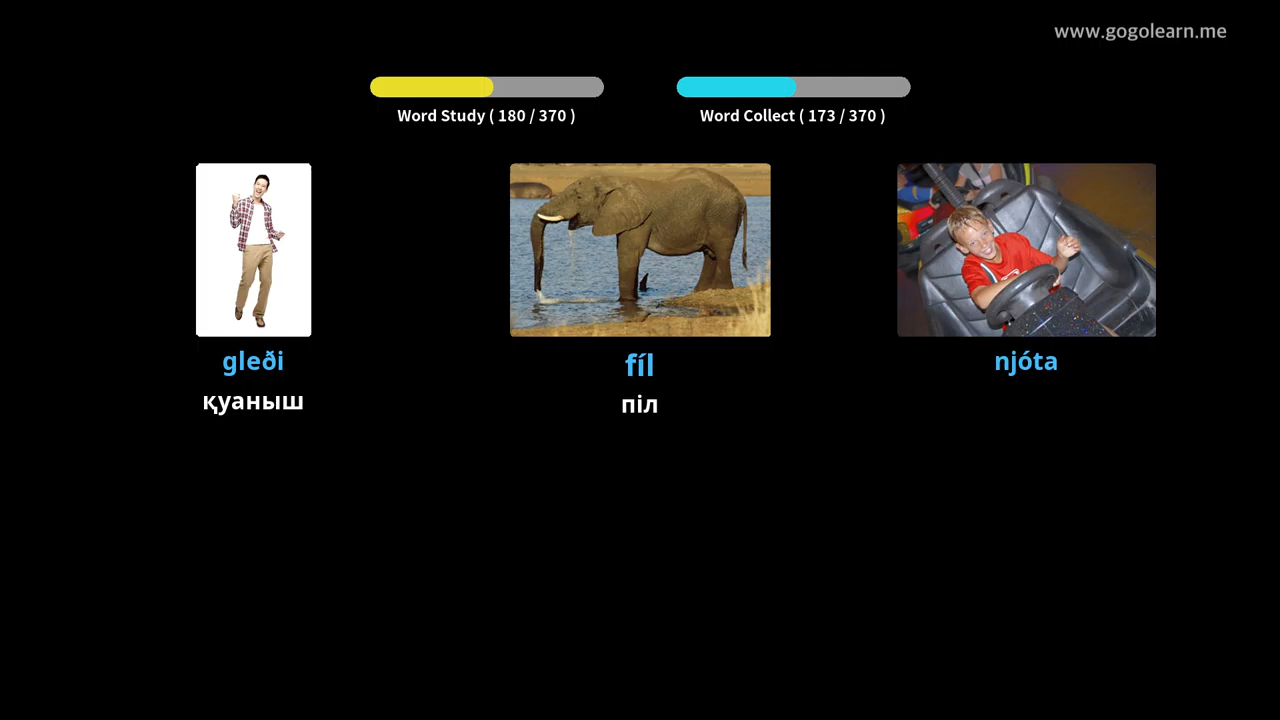 www.gogolearn.me
Word Study ( 180 / 370 )
Word Collect ( 173 / 370 )
gleði
fíl
njóta
қуаныш
піл